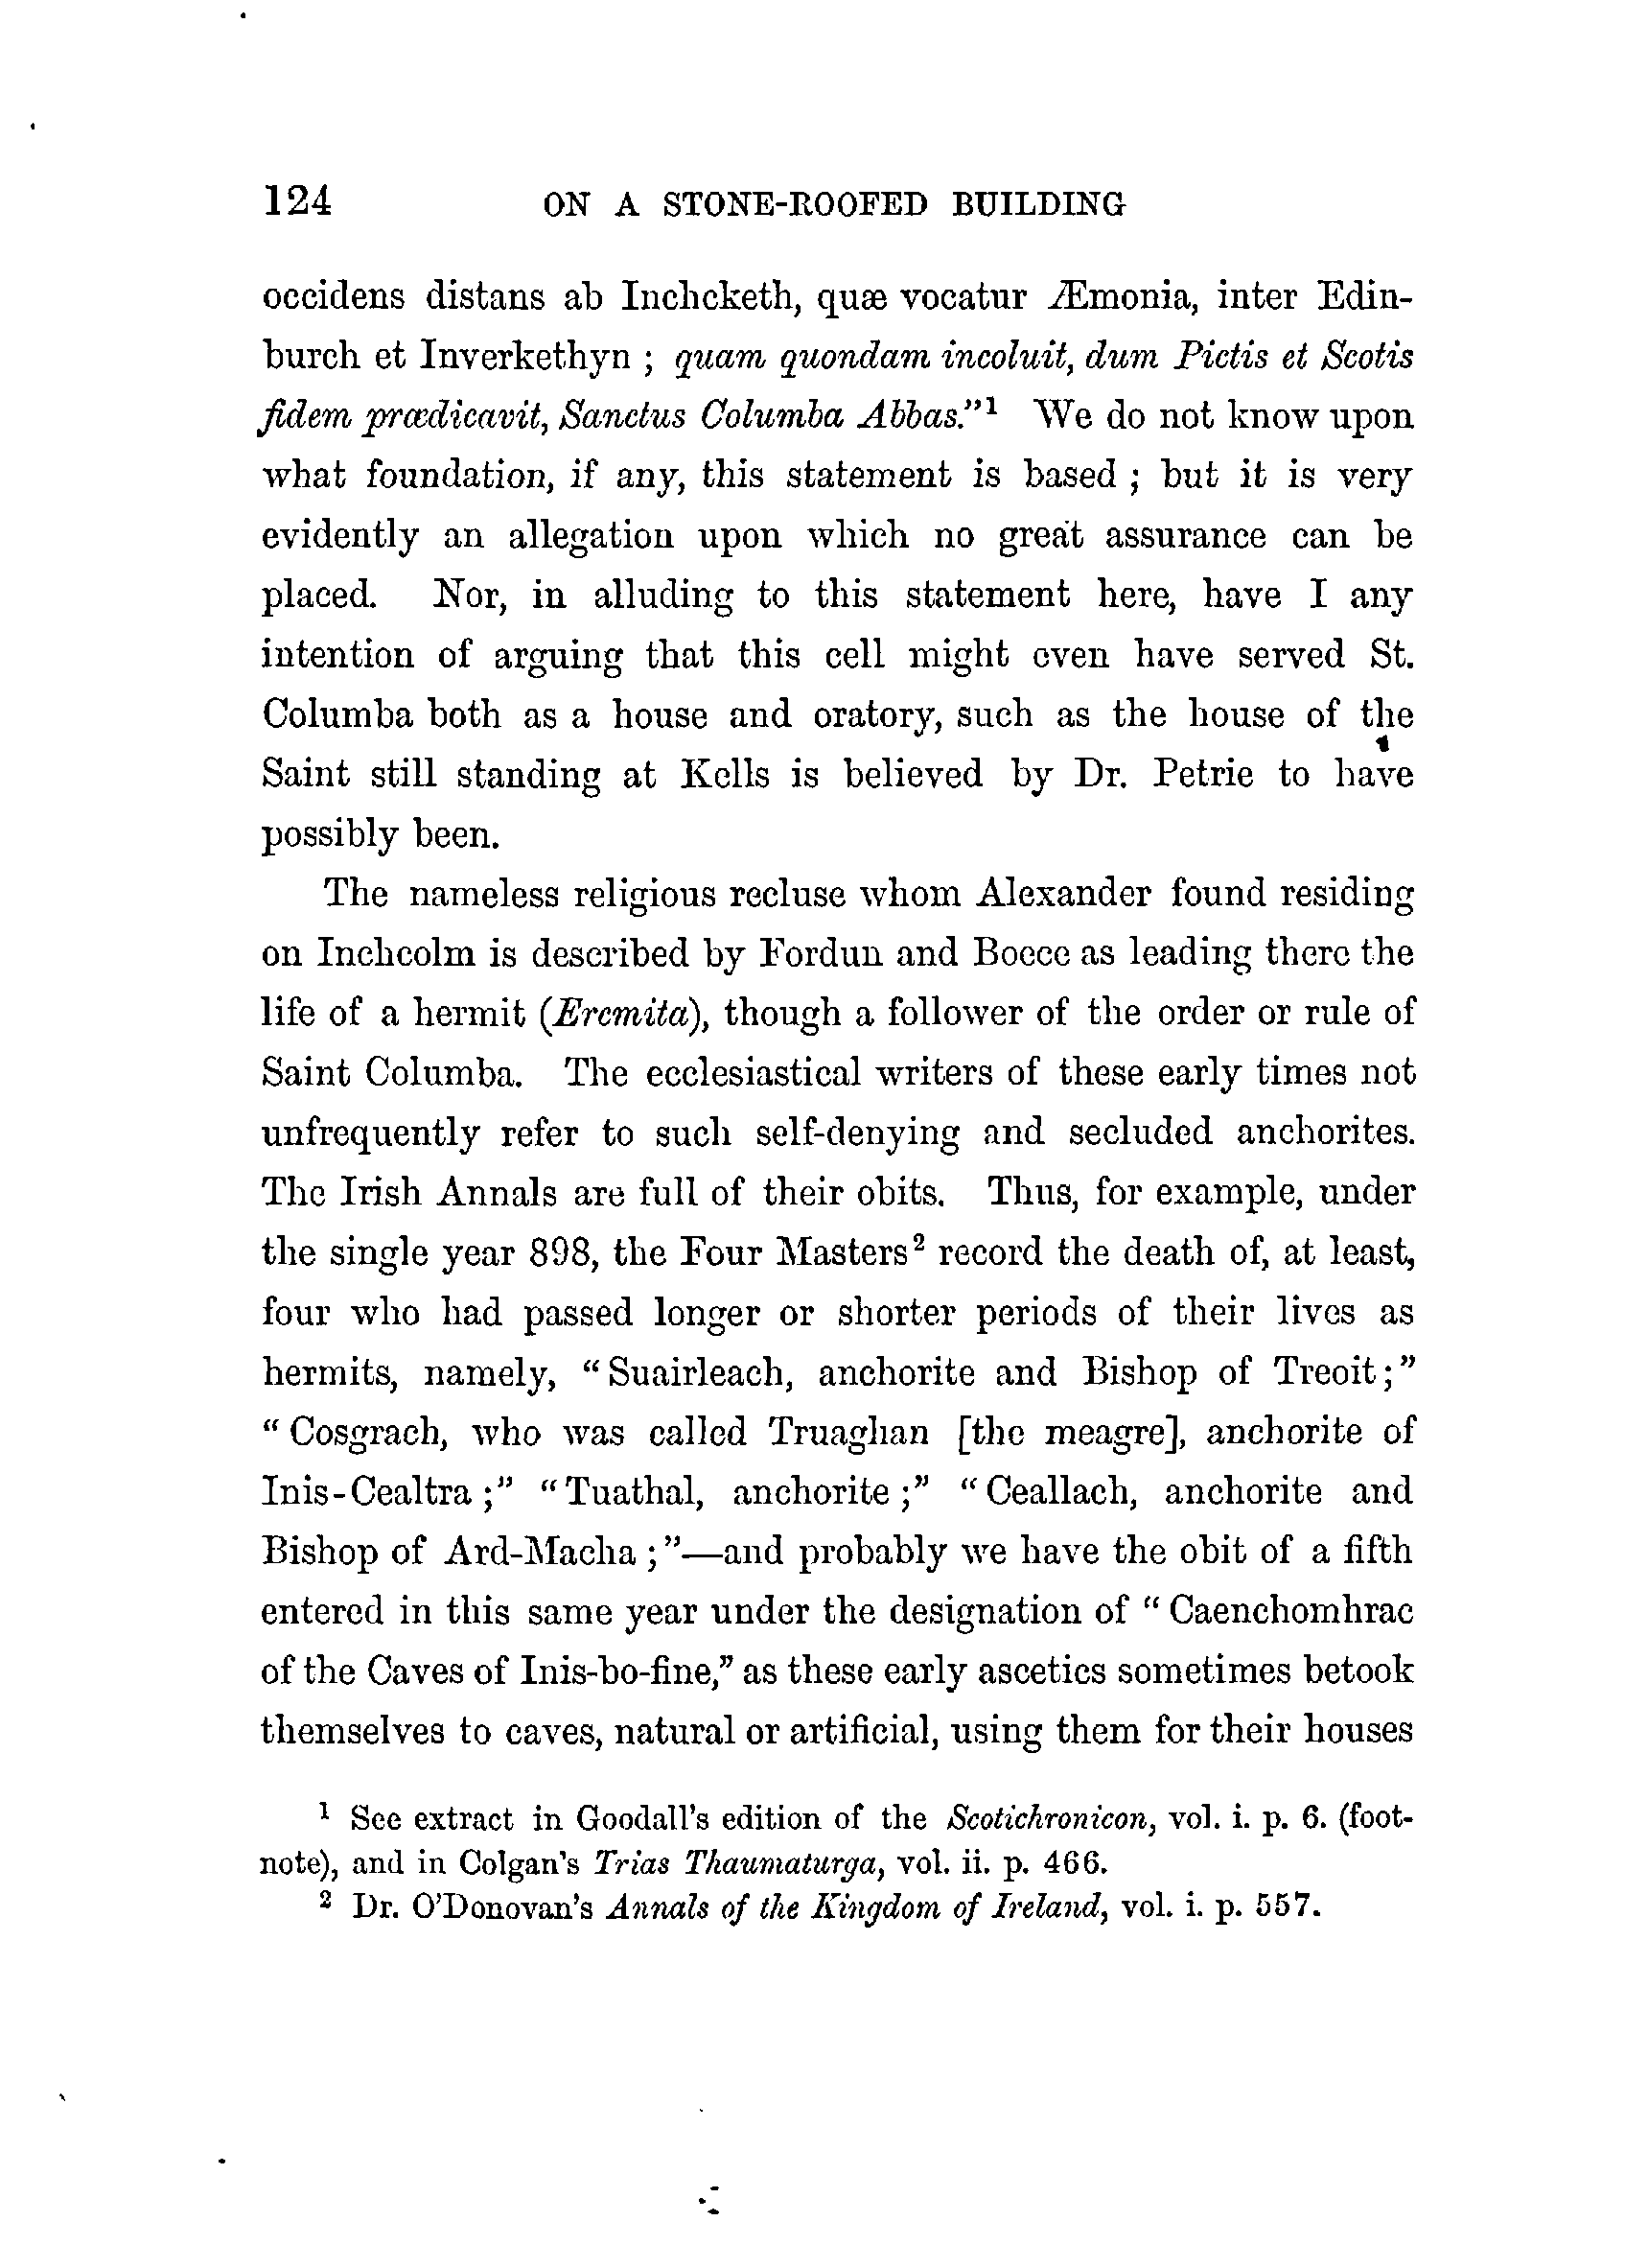 124 ON A STONE-ROOFED BUILDING
occidens distans ab Inchcketh, quæ vocatur Æmonia, inter Edin-
burch et Inverkethyn ; quam quondam incoluit, dum Pictis et Scotis
fidem prædicavit, Sanctus Columba Abbas."¹ We do not know upon
what foundation, if any, this statement is based ; but it is very
evidently an allegation upon which no great assurance can be
placed. Nor, in alluding to this statement here, have I any
intention of arguing that this cell might even have served St.
Columba both as a house and oratory, such as the house of the
Saint still standing at Kells is believed by Dr. Petrie to have
possibly been.
The nameless religious recluse whom Alexander found residing
on Inchcolm is described by Fordun and Boece as leading there the
life of a hermit (Eremita), though a follower of the order or rule of
Saint Columba. The ecclesiastical writers of these early times not
unfrequently refer to such self-denying and secluded anchorites.
The Irish Annals are full of their obits. Thus, for example, under
the single year 898, the Four Masters² record the death of, at least,
four who had passed longer or shorter periods of their lives as
hermits, namely, "Suairleach, anchorite and Bishop of Treoit;"
"Cosgrach, who was called Truaghan [the meagre], anchorite of
Inis-Cealtra ;" "Tuathal, anchorite ;" "Ceallach, anchorite and
Bishop of Ard-Macha ;"—and probably we have the obit of a fifth
entered in this same year under the designation of "Caenchomhrac
of the Caves of Inis-bo-fine," as these early ascetics sometimes betook
themselves to caves, natural or artificial, using them for their houses
¹ See extract in Goodall's edition of the Scotichronicon, vol. i. p. 6. (foot-
note), and in Colgan's Trias Thaumaturga, vol. ii. p. 466.
² Dr. O'Donovan's Annals of the Kingdom of Ireland, vol. i. p. 557.